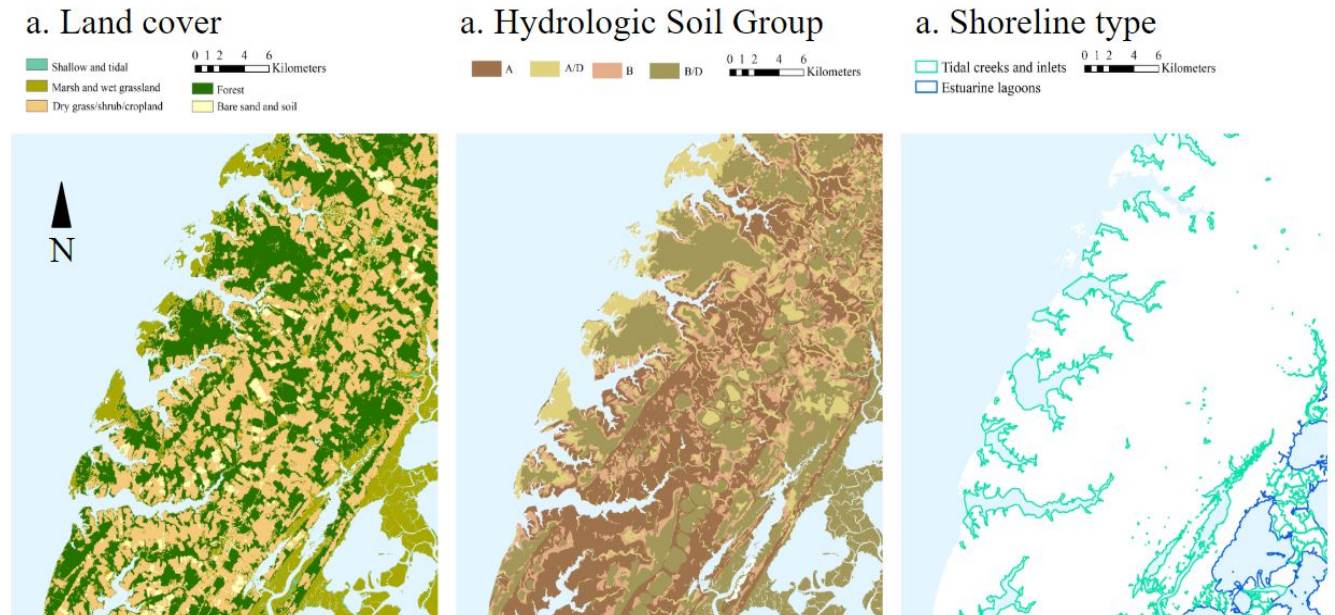 a. Land cover
0 1 2 4 6
Kilometers
Shallow and tidal
Marsh and wet grassland
Forest
Dry grass/shrub/cropland
Bare sand and soil
N
a. Hydrologic Soil Group
A
A/D
B
B/D
0 1 2 4 6
Kilometers
a. Shoreline type
Tidal creeks and inlets
0 1 2 4 6
Kilometers
Estuarine lagoons